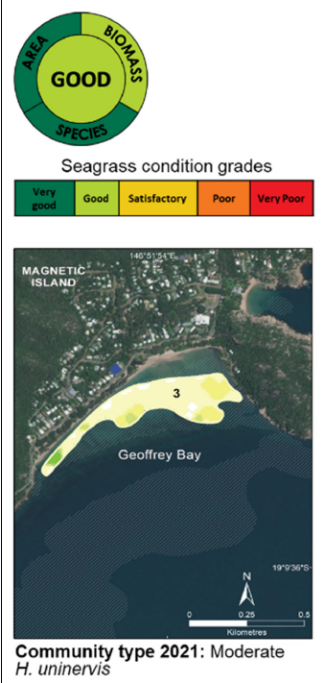 AREA
BIOMASS
GOOD
SPECIES
Seagrass condition grades
Very good
Good
Satisfactory
Poor
Very Poor
146°51'54"E
MAGNETIC
ISLAND
3
Geoffrey Bay
19°9'36"S
N
0 0.25 0.5
Kilometres
Community type 2021: Moderate
H. uninervis